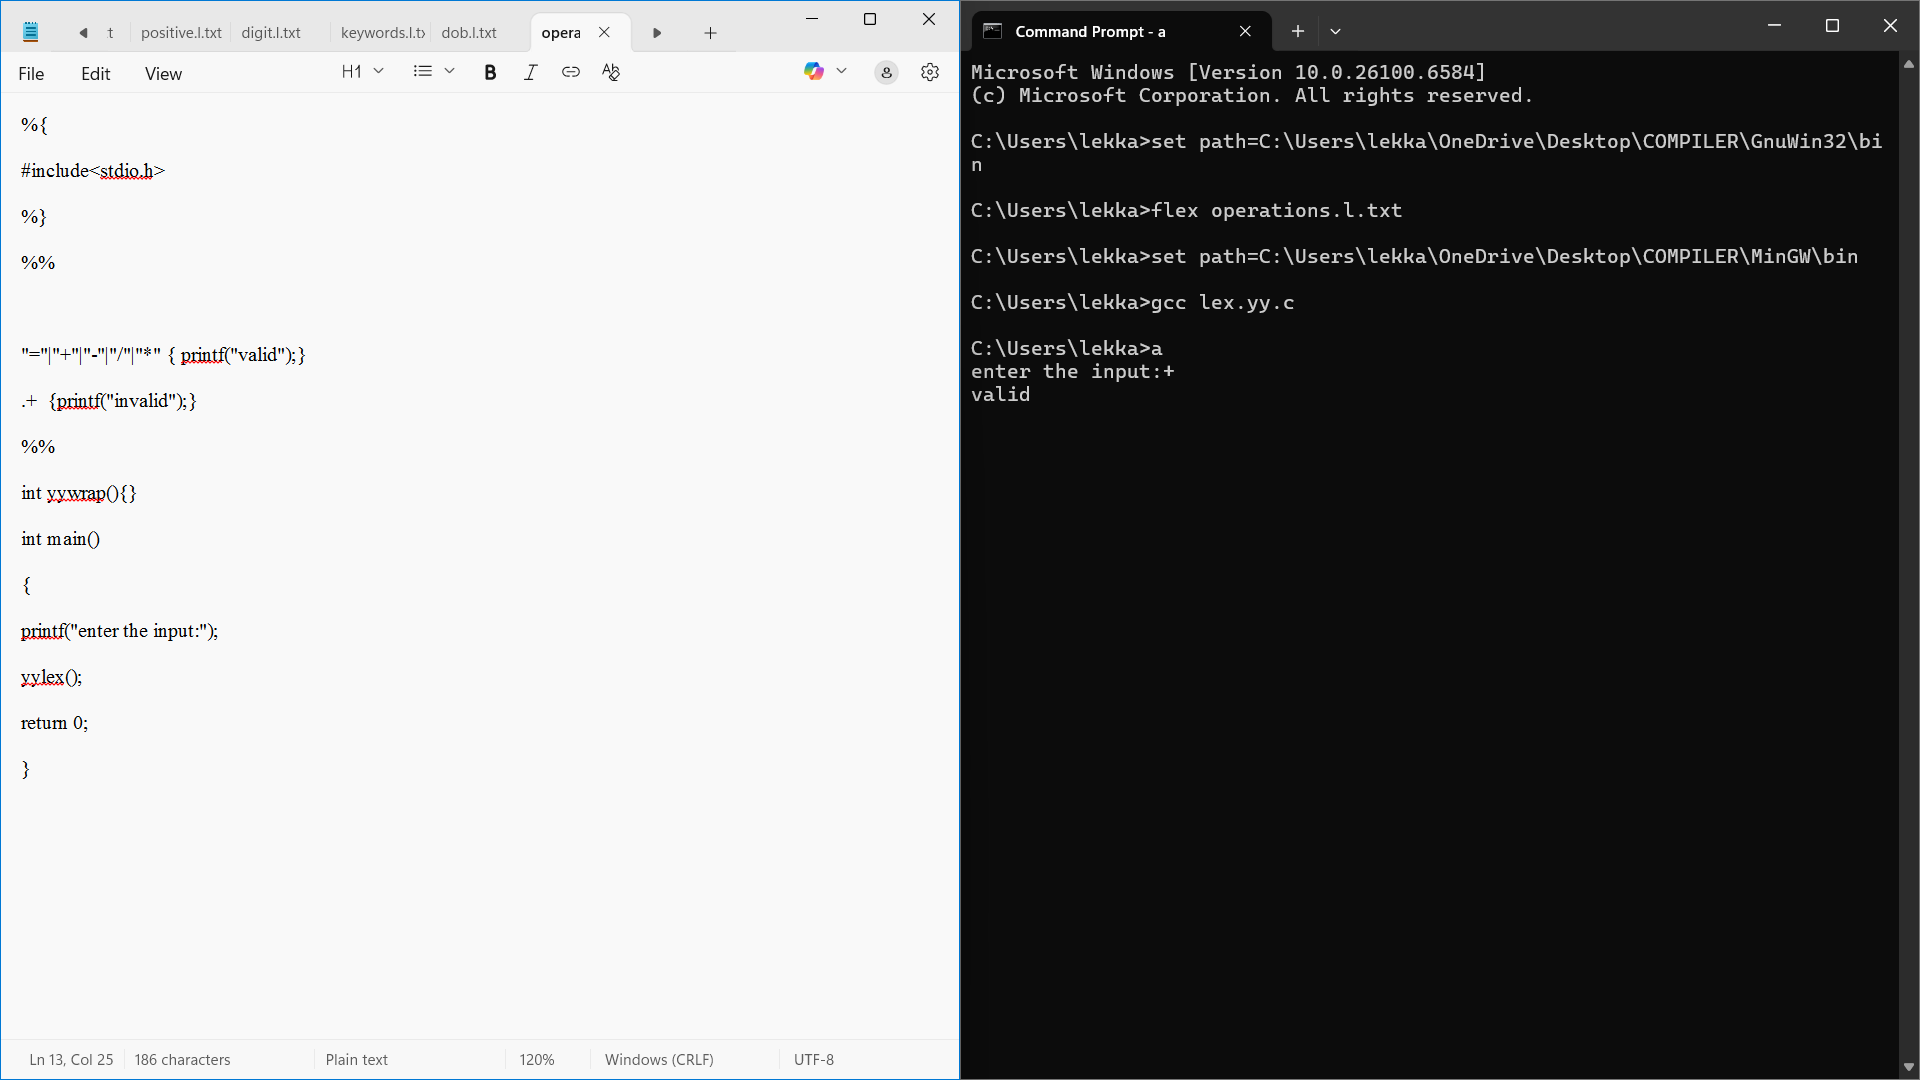 t positive.l.txt digit.l.txt keywords.l.tx dob.l.txt opera
File Edit View H1
%{
#include<stdio.h>
%}
%%
"="|"+"|"-"|"/"|"*" { printf("valid");}
.+ {printf("invalid");}
%%
int yywrap(){}
int main()
{
printf("enter the input:");
yylex();
return 0;
}
Ln 13, Col 25 186 characters Plain text 120% Windows (CRLF) UTF-8
Command Prompt - a
Microsoft Windows [Version 10.0.26100.6584]
(c) Microsoft Corporation. All rights reserved.
C:\Users\lekka>set path=C:\Users\lekka\OneDrive\Desktop\COMPILER\GnuWin32\bi
n
C:\Users\lekka>flex operations.l.txt
C:\Users\lekka>set path=C:\Users\lekka\OneDrive\Desktop\COMPILER\MinGW\bin
C:\Users\lekka>gcc lex.yy.c
C:\Users\lekka>a
enter the input:+
valid